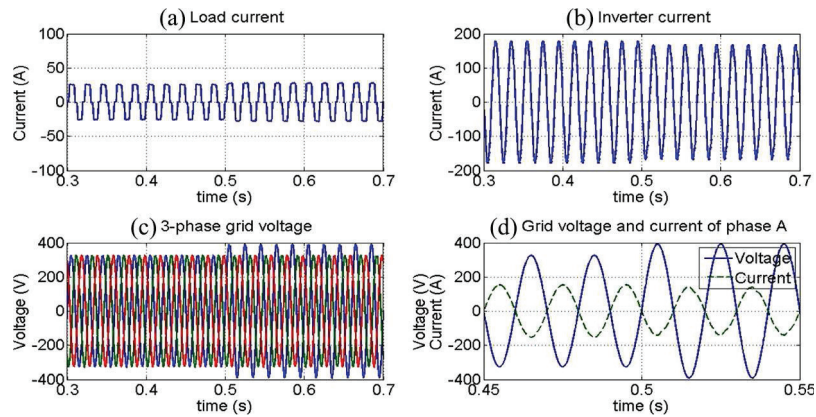 (a) Load current
100
50
0
-50
-100
Current (A)
0.3 0.4 0.5 0.6 0.7
time (s)
(b) Inverter current
200
100
0
-100
-200
Current (A)
0.3 0.4 0.5 0.6 0.7
time (s)
(c) 3-phase grid voltage
400
200
0
-200
-400
Voltage (V)
0.3 0.4 0.5 0.6 0.7
time (s)
(d) Grid voltage and current of phase A
400
200
0
-200
-400
Voltage (V)
Current (A)
Voltage
Current
0.45 0.5 0.55
time (s)